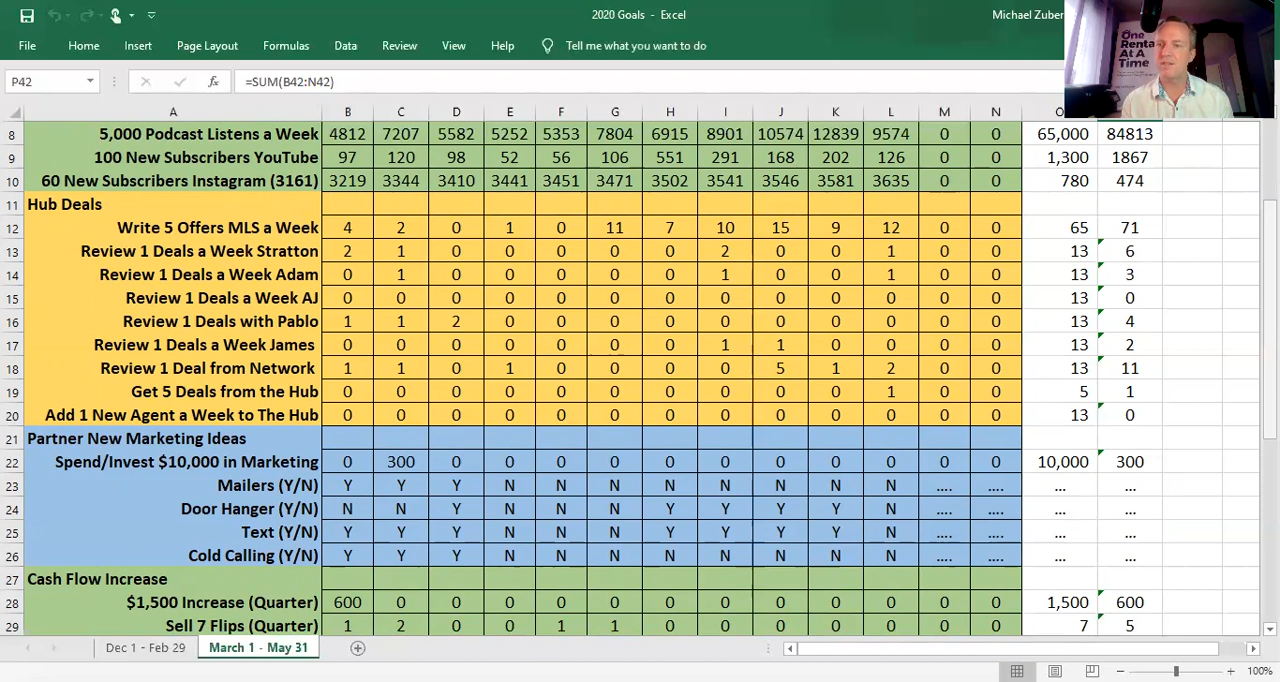 2020 Goals - Excel
Michael Zuber
File Home Insert Page Layout Formulas Data Review View Help Tell me what you want to do
One
Rental
At A
Time
P42 fx =SUM(B42:N42)
A B C D E F G H I J K L M N O
8 5,000 Podcast Listens a Week 4812 7207 5582 5252 5353 7804 6915 8901 10574 12839 9574 0 0 65,000 84813
9 100 New Subscribers YouTube 97 120 98 52 56 106 551 291 168 202 126 0 0 1,300 1867
10 60 New Subscribers Instagram (3161) 3219 3344 3410 3441 3451 3471 3502 3541 3546 3581 3635 0 0 780 474
11 Hub Deals
12 Write 5 Offers MLS a Week 4 2 0 1 0 11 7 10 15 9 12 0 0 65 71
13 Review 1 Deals a Week Stratton 2 1 0 0 0 0 0 2 0 0 1 0 0 13 6
14 Review 1 Deals a Week Adam 0 1 0 0 0 0 0 1 0 0 1 0 0 13 3
15 Review 1 Deals a Week AJ 0 0 0 0 0 0 0 0 0 0 0 0 0 13 0
16 Review 1 Deals with Pablo 1 1 2 0 0 0 0 0 0 0 0 0 0 13 4
17 Review 1 Deals a Week James 0 0 0 0 0 0 0 1 1 0 0 0 0 13 2
18 Review 1 Deal from Network 1 1 0 1 0 0 0 0 5 1 2 0 0 13 11
19 Get 5 Deals from the Hub 0 0 0 0 0 0 0 0 0 0 1 0 0 5 1
20 Add 1 New Agent a Week to The Hub 0 0 0 0 0 0 0 0 0 0 0 0 0 13 0
21 Partner New Marketing Ideas
22 Spend/Invest $10,000 in Marketing 0 300 0 0 0 0 0 0 0 0 0 0 0 10,000 300
23 Mailers (Y/N) Y Y Y N N N N N N N N .... .... ... ...
24 Door Hanger (Y/N) N N Y N N N Y Y Y Y N .... .... ... ...
25 Text (Y/N) Y Y Y N N N Y Y Y Y N .... .... ... ...
26 Cold Calling (Y/N) Y Y Y N N N N N N N N .... .... ... ...
27 Cash Flow Increase
28 $1,500 Increase (Quarter) 600 0 0 0 0 0 0 0 0 0 0 0 0 1,500 600
29 Sell 7 Flips (Quarter) 1 2 0 0 1 1 0 0 0 0 0 0 0 7 5
Dec 1 - Feb 29 March 1 - May 31
100%